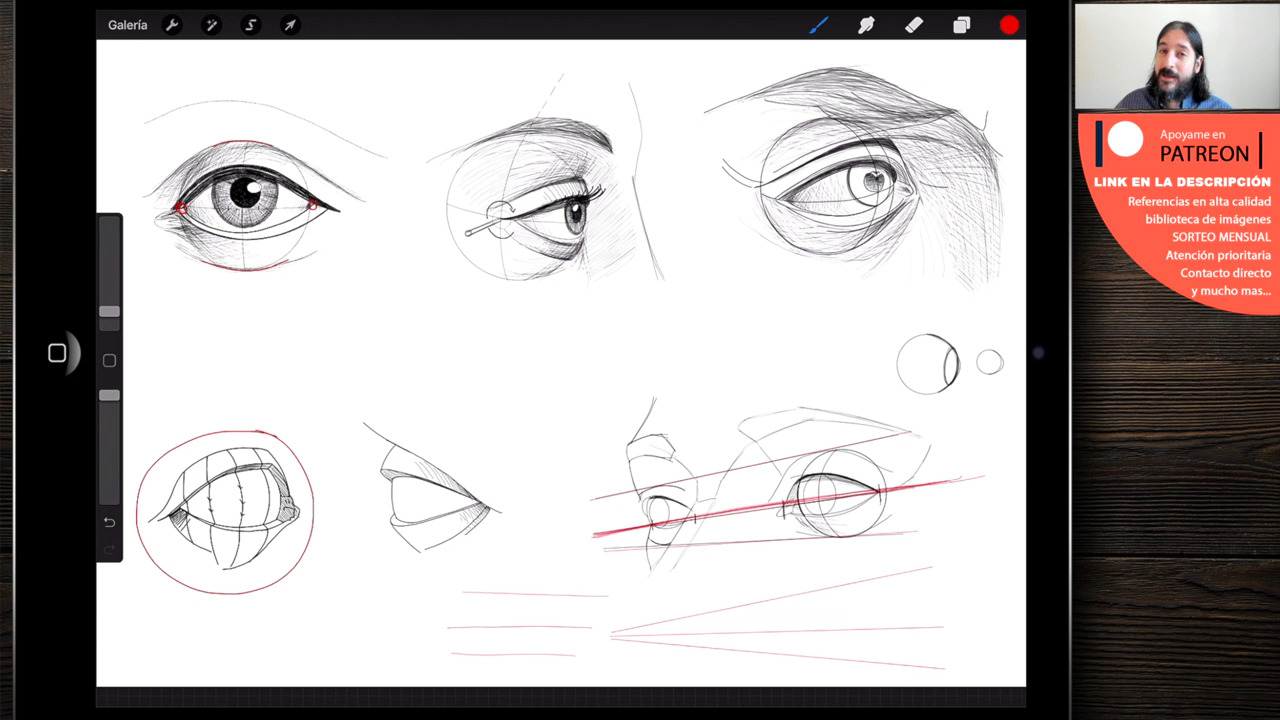 Galería
Apoyame en
PATREON
LINK EN LA DESCRIPCIÓN
Referencias en alta calidad
biblioteca de imágenes
SORTEO MENSUAL
Atención prioritaria
Contacto directo
y mucho mas...